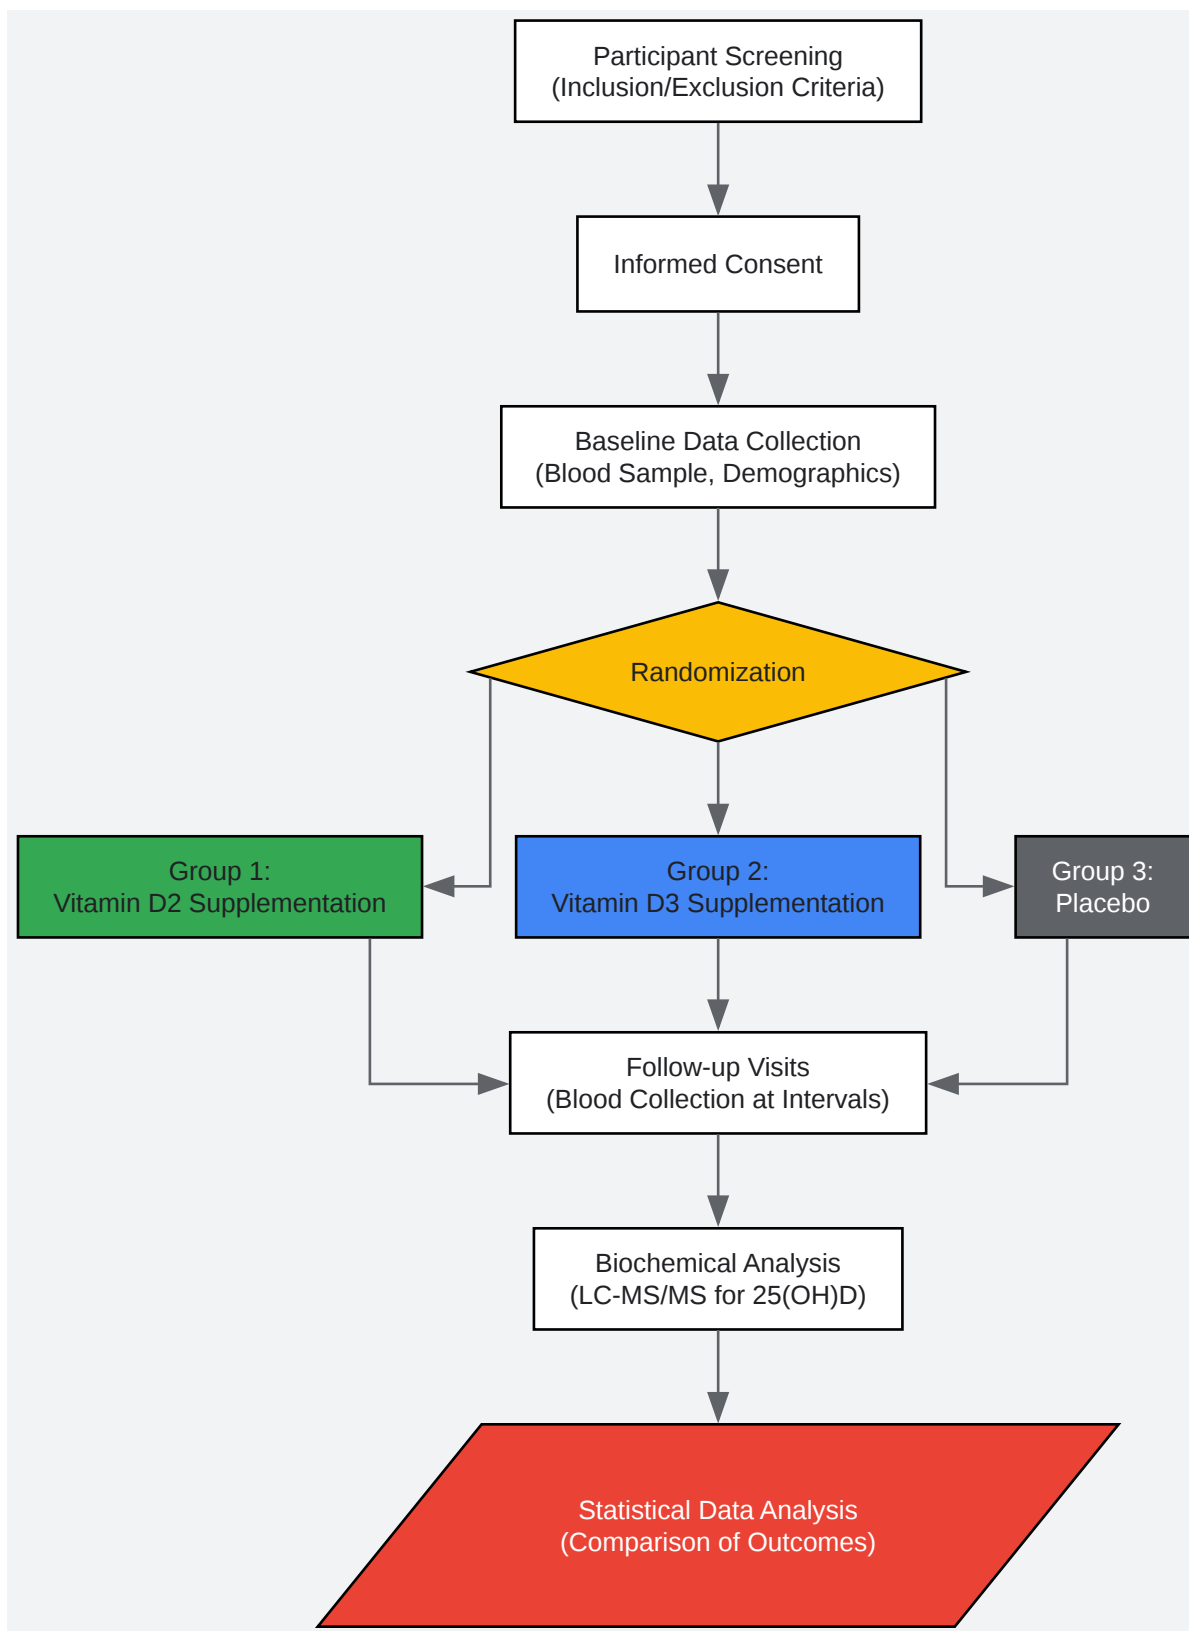 Participant Screening
(Inclusion/Exclusion Criteria)
Informed Consent
Baseline Data Collection
(Blood Sample, Demographics)
Randomization
Group 1:
Vitamin D2 Supplementation
Group 2:
Vitamin D3 Supplementation
Group 3:
Placebo
Follow-up Visits
(Blood Collection at Intervals)
Biochemical Analysis
(LC-MS/MS for 25(OH)D)
Statistical Data Analysis
(Comparison of Outcomes)